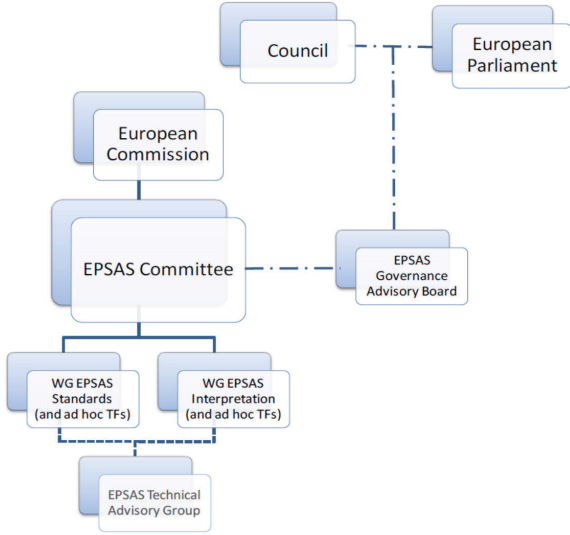 Council
European
Parliament
European
Commission
EPSAS Committee
EPSAS
Governance
Advisory Board
WG EPSAS
Standards
(and ad hoc TFs)
WG EPSAS
Interpretation
(and ad hoc TFs)
EPSAS Technical
Advisory Group